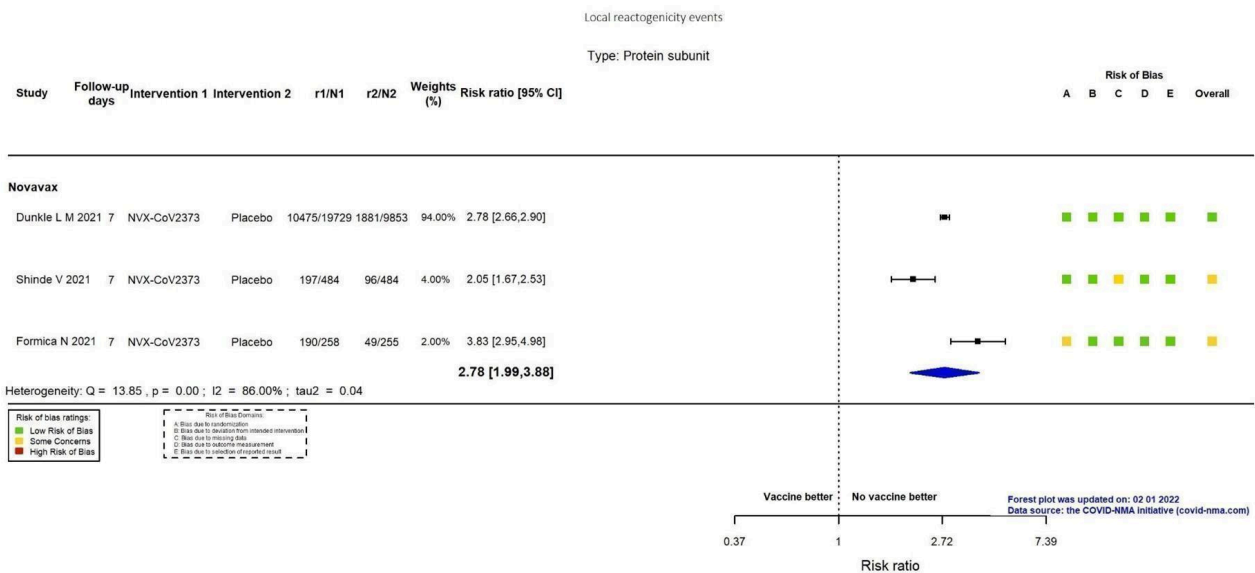 Local reactogenicity events
Type: Protein subunit
Risk of Bias
Study Follow-up days Intervention 1 Intervention 2 r1/N1 r2/N2 Weights (%) Risk ratio [95% CI] A B C D E Overall
Novavax
Dunkle L M 2021 7 NVX-CoV2373 Placebo 10475/19729 1881/9853 94.00% 2.78 [2.66,2.90]
Shinde V 2021 7 NVX-CoV2373 Placebo 197/484 96/484 4.00% 2.05 [1.67,2.53]
Formica N 2021 7 NVX-CoV2373 Placebo 190/258 49/255 2.00% 3.83 [2.95,4.98]
2.78 [1.99,3.88]
Heterogeneity: Q = 13.85 , p = 0.00 ; I2 = 86.00% ; tau2 = 0.04
Risk of bias ratings:
Low Risk of Bias
Some Concerns
High Risk of Bias
Risk of Bias Domains:
A: Bias due to randomization
B: Bias due to deviation from intended intervention
C: Bias due to missing data
D: Bias due to outcome measurement
E: Bias due to selection of reported result
Vaccine better No vaccine better
Forest plot was updated on: 02 01 2022
Data source: the COVID-NMA initiative (covid-nma.com)
0.37 1 2.72 7.39
Risk ratio